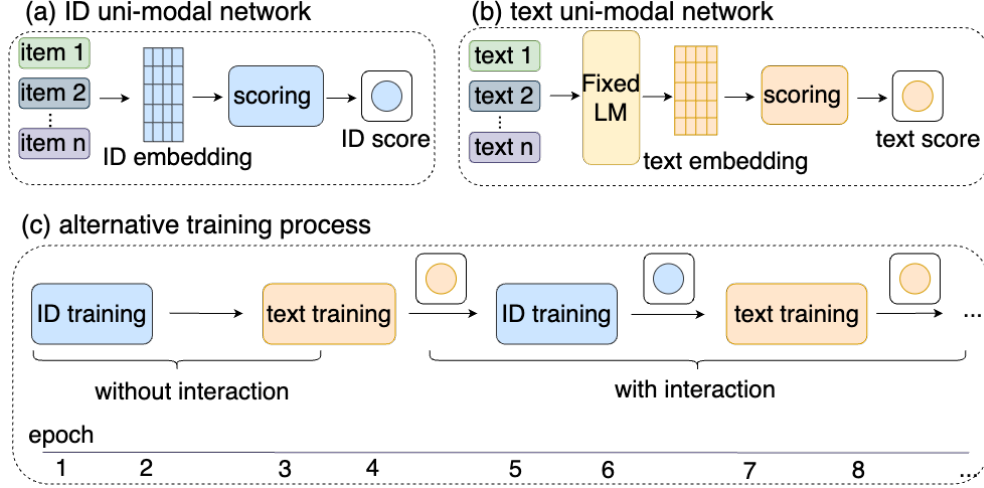 (a) ID uni-modal network
item 1
item 2
item n
ID embedding
scoring
ID score
(b) text uni-modal network
text 1
text 2
text n
Fixed
LM
text embedding
scoring
text score
(c) alternative training process
ID training
text training
ID training
text training
...
without interaction
with interaction
epoch
1 2 3 4 5 6 7 8 ...